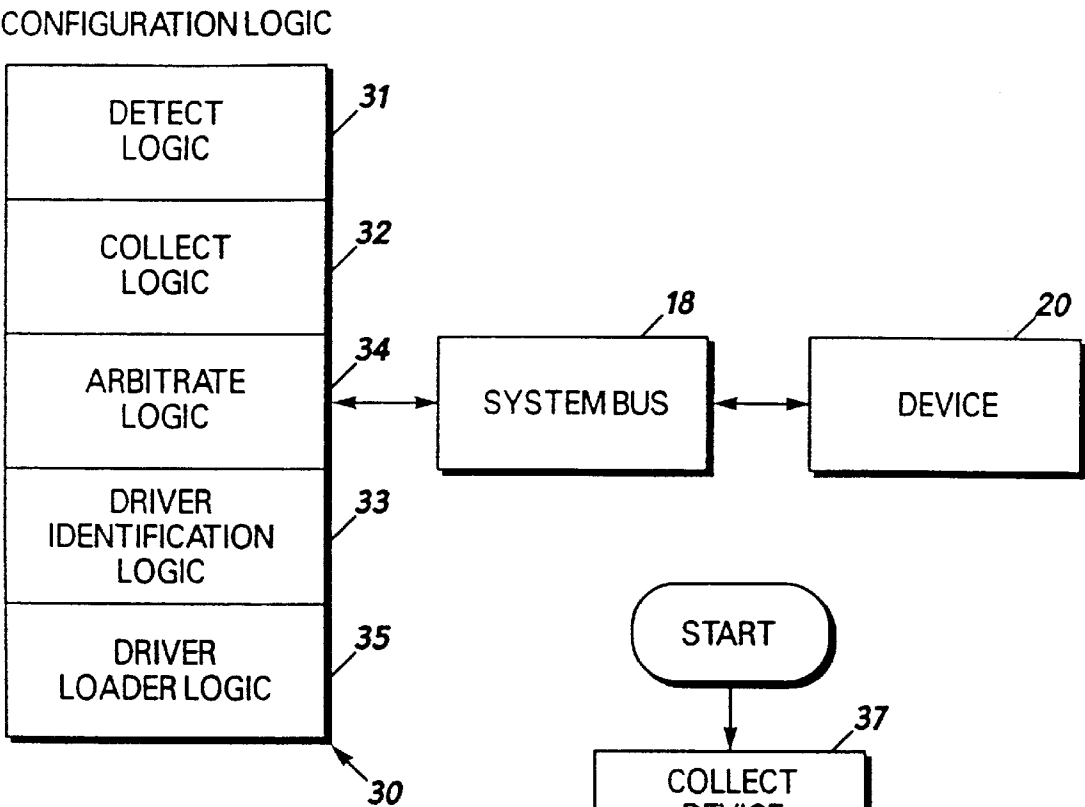 CONFIGURATION LOGIC
DETECT
LOGIC
31
COLLECT
LOGIC
32
ARBITRATE
LOGIC
34
DRIVER
IDENTIFICATION
LOGIC
33
DRIVER
LOADER LOGIC
35
30
SYSTEM BUS
18
DEVICE
20
START
37
COLLECT
DEVICE